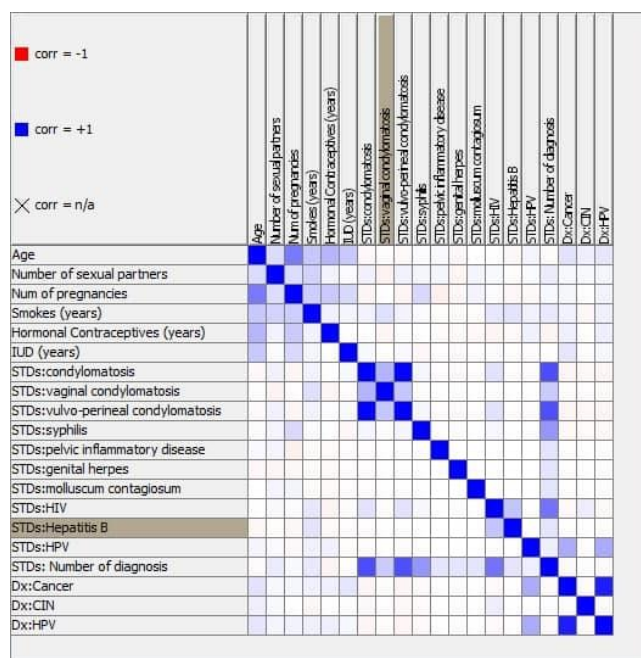 corr = -1
corr = +1
corr = n/a
Age
Number of sexual partners
Num of pregnancies
Smokes (years)
Hormonal Contraceptives (years)
IUD (years)
STDs:condylomatosis
STDs:vaginal condylomatosis
STDs:vulvo-perineal condylomatosis
STDs:syphilis
STDs:pelvic inflammatory disease
STDs:genital herpes
STDs:molluscum contagiosum
STDs:HIV
STDs:Hepatitis B
STDs:HPV
STDs: Number of diagnosis
Dx:Cancer
Dx:CIN
Dx:HPV
Age
Number of sexual partners
Num of pregnancies
Smokes (years)
Hormonal Contraceptives (years)
IUD (years)
STDs:condylomatosis
STDs:vaginal condylomatosis
STDs:vulvo-perineal condylomatosis
STDs:syphilis
STDs:pelvic inflammatory disease
STDs:genital herpes
STDs:molluscum contagiosum
STDs:HIV
STDs:Hepatitis B
STDs:HPV
STDs: Number of diagnosis
Dx:Cancer
Dx:CIN
Dx:HPV